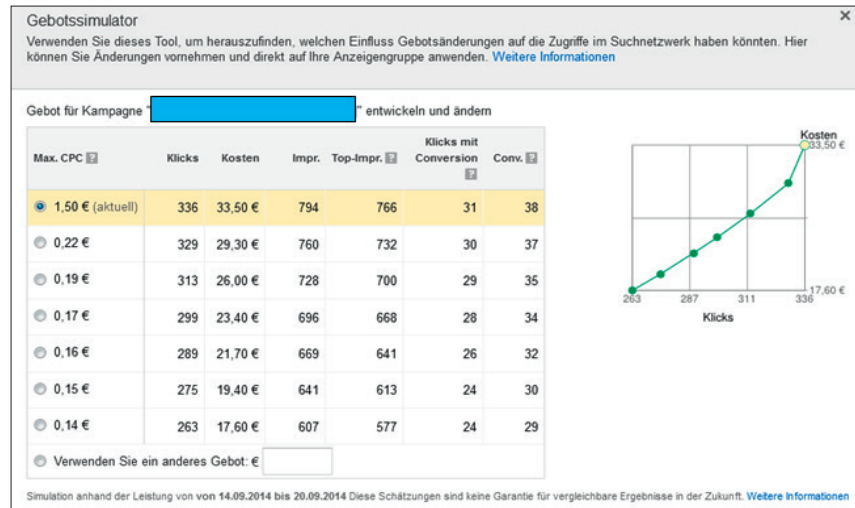 Gebotssimulator
×
Verwenden Sie dieses Tool, um herauszufinden, welchen Einfluss Gebotsänderungen auf die Zugriffe im Suchnetzwerk haben könnten. Hier
können Sie Änderungen vornehmen und direkt auf Ihre Anzeigengruppe anwenden. Weitere Informationen
Gebot für Kampagne " " entwickeln und ändern
Max. CPC ? Klicks Kosten Impr. Top-Impr. ? Klicks mit Conversion ? Conv. ?
1,50 € (aktuell) 336 33,50 € 794 766 31 38
0,22 € 329 29,30 € 760 732 30 37
0,19 € 313 26,00 € 728 700 29 35
0,17 € 299 23,40 € 696 668 28 34
0,16 € 289 21,70 € 669 641 26 32
0,15 € 275 19,40 € 641 613 24 30
0,14 € 263 17,60 € 607 577 24 29
Verwenden Sie ein anderes Gebot: €
Kosten
33,50 €
17,60 €
263 287 311 336
Klicks
Simulation anhand der Leistung von von 14.09.2014 bis 20.09.2014 Diese Schätzungen sind keine Garantie für vergleichbare Ergebnisse in der Zukunft. Weitere Informationen